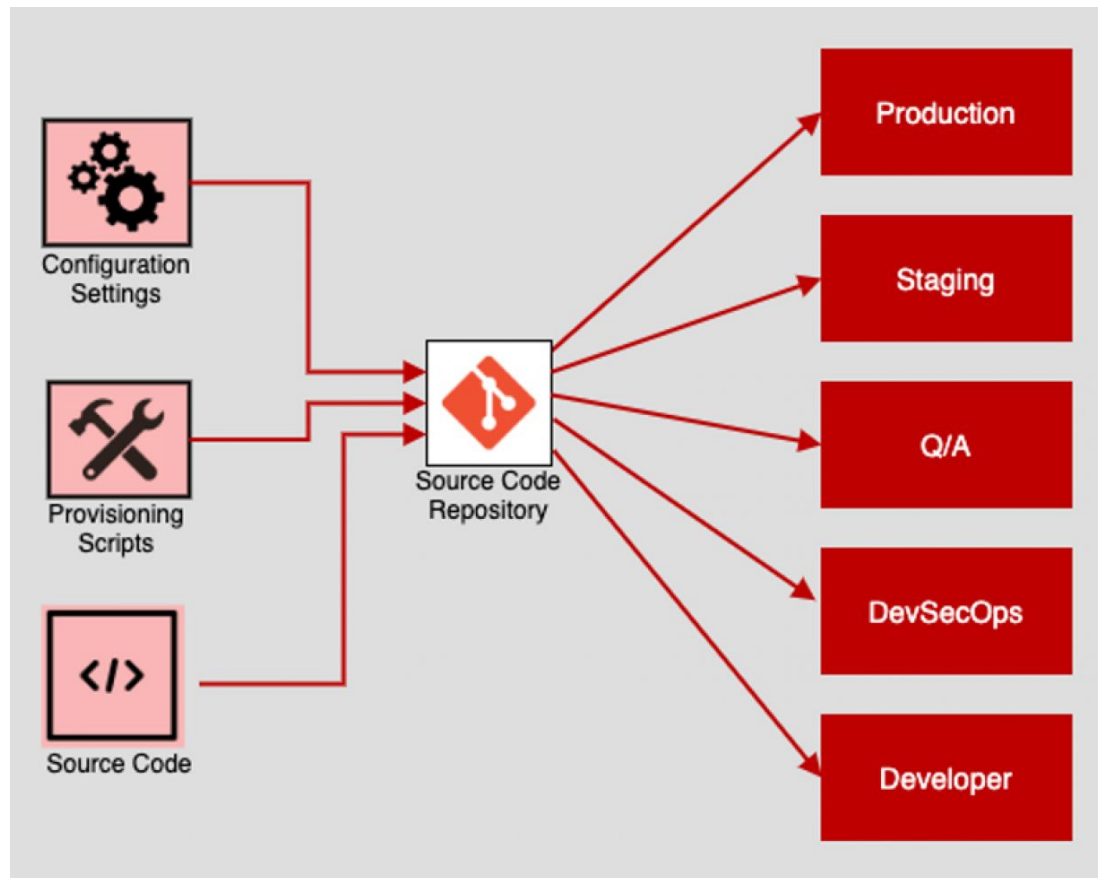 Configuration
Settings
Provisioning
Scripts
</>
Source Code
Source Code
Repository
Production
Staging
Q/A
DevSecOps
Developer